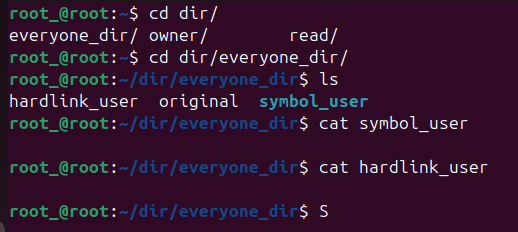 root_@root:~$ cd dir/
everyone_dir/ owner/        read/
root_@root:~$ cd dir/everyone_dir/
root_@root:~/dir/everyone_dir$ ls
hardlink_user  original  symbol_user
root_@root:~/dir/everyone_dir$ cat symbol_user
root_@root:~/dir/everyone_dir$ cat hardlink_user
root_@root:~/dir/everyone_dir$ S